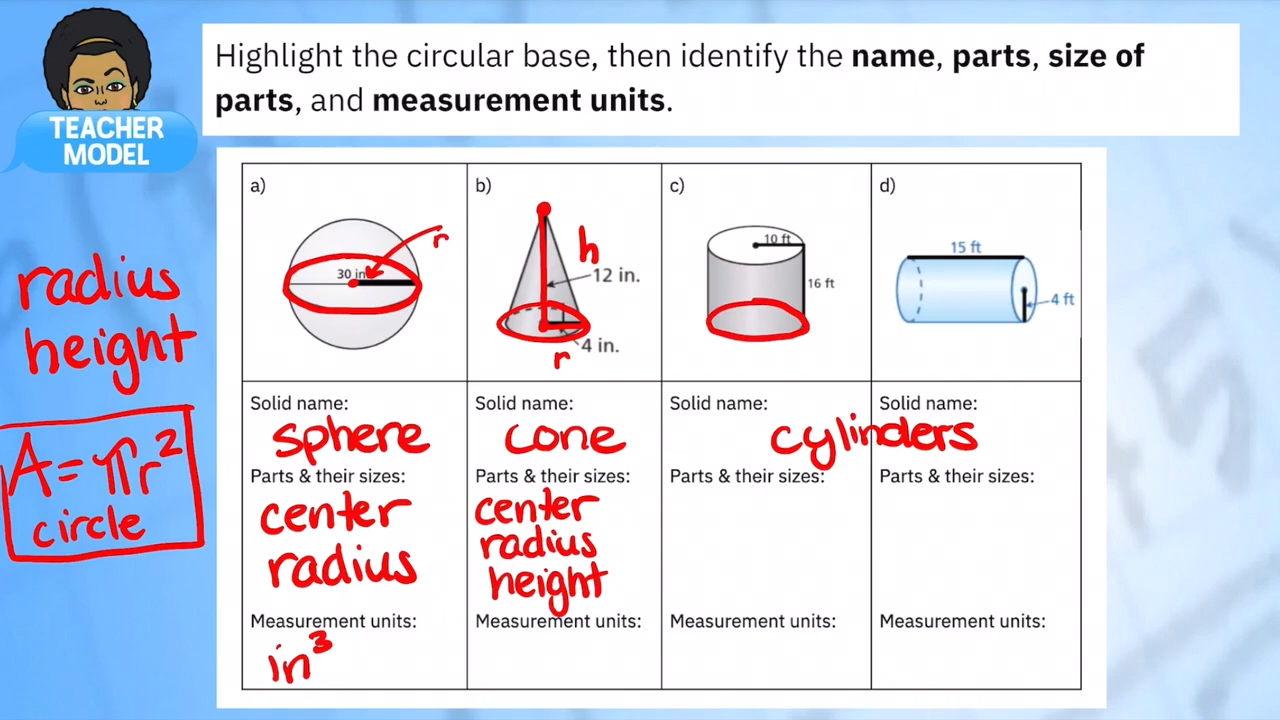 Highlight the circular base, then identify the name, parts, size of
parts, and measurement units.
TEACHER
MODEL
radius
height
A=πr²
circle
a)
30 in
r
b)
h
12 in.
4 in.
r
c)
10 ft
16 ft
d)
15 ft
4 ft
Solid name:
sphere
Parts & their sizes:
center
radius
Measurement units:
in³
Solid name:
cone
Parts & their sizes:
center
radius
height
Measurement units:
Solid name:
cylinders
Parts & their sizes:
Measurement units:
Solid name:
Parts & their sizes:
Measurement units: